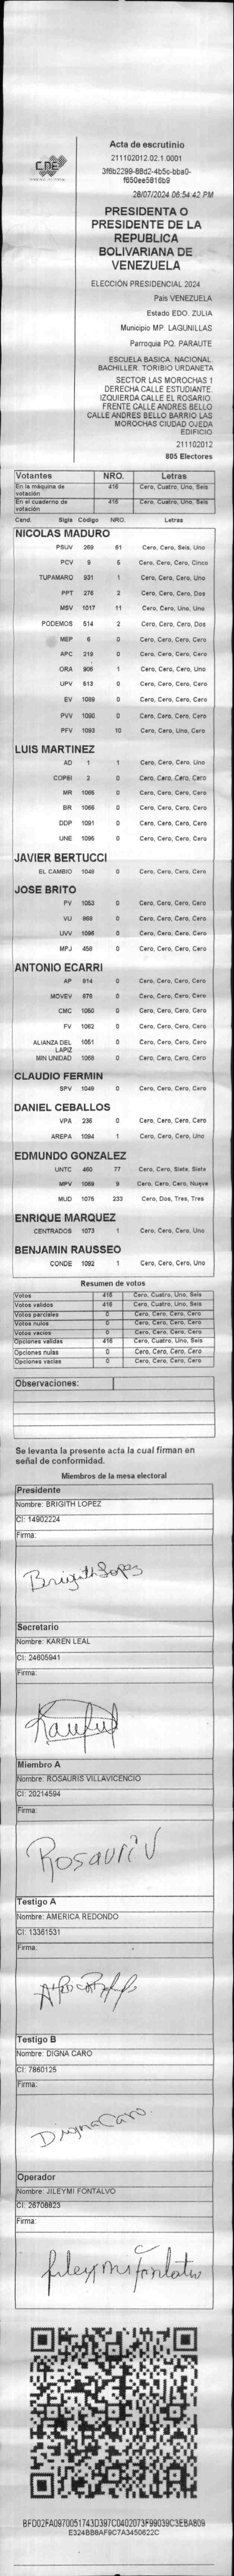 CNE
Acta de escrutinio
211102012.02.1.0001
3f6b2299-88d2-4b5c-bba0-
f650ee5816b9
28/07/2024 06:54:42 PM
PRESIDENTA O
PRESIDENTE DE LA
REPUBLICA
BOLIVARIANA DE
VENEZUELA
ELECCIÓN PRESIDENCIAL 2024
País VENEZUELA
Estado EDO. ZULIA
Municipio MP. LAGUNILLAS
Parroquia PQ. PARAUTE
ESCUELA BASICA. NACIONAL.
BACHILLER. TORIBIO URDANETA
SECTOR LAS MOROCHAS 1
DERECHA CALLE ESTUDIANTE.
IZQUIERDA CALLE EL ROSARIO.
FRENTE CALLE ANDRES BELLO
CALLE ANDRES BELLO BARRIO LAS
MOROCHAS CIUDAD OJEDA
EDIFICIO
211102012
805 Electores
Votantes NRO. Letras
En la máquina de votación 416 Cero, Cuatro, Uno, Seis
En el cuaderno de votación 416 Cero, Cuatro, Uno, Seis
Cand. Sigla Código NRO. Letras
NICOLAS MADURO
PSUV 269 61 Cero, Cero, Seis, Uno
PCV 9 5 Cero, Cero, Cero, Cinco
TUPAMARO 931 1 Cero, Cero, Cero, Uno
PPT 276 2 Cero, Cero, Cero, Dos
MSV 1017 11 Cero, Cero, Uno, Uno
PODEMOS 514 2 Cero, Cero, Cero, Dos
MEP 6 0 Cero, Cero, Cero, Cero
APC 219 0 Cero, Cero, Cero, Cero
ORA 906 1 Cero, Cero, Cero, Uno
UPV 513 0 Cero, Cero, Cero, Cero
EV 1089 0 Cero, Cero, Cero, Cero
PVV 1090 0 Cero, Cero, Cero, Cero
PFV 1093 10 Cero, Cero, Uno, Cero
LUIS MARTINEZ
AD 1 1 Cero, Cero, Cero, Uno
COPEI 2 0 Cero, Cero, Cero, Cero
MR 1065 0 Cero, Cero, Cero, Cero
BR 1066 0 Cero, Cero, Cero, Cero
DDP 1091 0 Cero, Cero, Cero, Cero
UNE 1095 0 Cero, Cero, Cero, Cero
JAVIER BERTUCCI
EL CAMBIO 1048 0 Cero, Cero, Cero, Cero
JOSE BRITO
PV 1053 0 Cero, Cero, Cero, Cero
VU 868 0 Cero, Cero, Cero, Cero
UVV 1096 0 Cero, Cero, Cero, Cero
MPJ 458 0 Cero, Cero, Cero, Cero
ANTONIO ECARRI
AP 814 0 Cero, Cero, Cero, Cero
MOVEV 978 0 Cero, Cero, Cero, Cero
CMC 1050 0 Cero, Cero, Cero, Cero
FV 1062 0 Cero, Cero, Cero, Cero
ALIANZA DEL LAPIZ 1051 0 Cero, Cero, Cero, Cero
MIN UNIDAD 1058 0 Cero, Cero, Cero, Cero
CLAUDIO FERMIN
SPV 1049 0 Cero, Cero, Cero, Cero
DANIEL CEBALLOS
VPA 236 0 Cero, Cero, Cero, Cero
AREPA 1094 1 Cero, Cero, Cero, Uno
EDMUNDO GONZALEZ
UNTC 460 77 Cero, Cero, Siete, Siete
MPV 1069 9 Cero, Cero, Cero, Nueve
MUD 1076 233 Cero, Dos, Tres, Tres
ENRIQUE MARQUEZ
CENTRADOS 1073 1 Cero, Cero, Cero, Uno
BENJAMIN RAUSSEO
CONDE 1092 1 Cero, Cero, Cero, Uno
Resumen de votos
Votos 416 Cero, Cuatro, Uno, Seis
Votos válidos 416 Cero, Cuatro, Uno, Seis
Votos parciales 0 Cero, Cero, Cero, Cero
Votos nulos 0 Cero, Cero, Cero, Cero
Votos vacíos 0 Cero, Cero, Cero, Cero
Opciones válidas 416 Cero, Cuatro, Uno, Seis
Opciones nulas 0 Cero, Cero, Cero, Cero
Opciones vacías 0 Cero, Cero, Cero, Cero
Observaciones:
Se levanta la presente acta la cual firman en
señal de conformidad.
Miembros de la mesa electoral
Presidente
Nombre: BRIGITH LOPEZ
CI: 14902224
Firma:
Brigith Lopez
Secretario
Nombre: KAREN LEAL
CI: 24605941
Firma:
Miembro A
Nombre: ROSAURIS VILLAVICENCIO
CI: 20214594
Firma:
Rosauri V
Testigo A
Nombre: AMERICA REDONDO
CI: 13361531
Firma:
Testigo B
Nombre: DIGNA CARO
CI: 7860125
Firma:
Digna Caro.
Operador
Nombre: JILEYMI FONTALVO
CI: 26708823
Firma:
Jileymi fontalvo
BFD02FA0970051743D397C0402073F99039C3EBA809
E324BB8AF9C7A3450622C